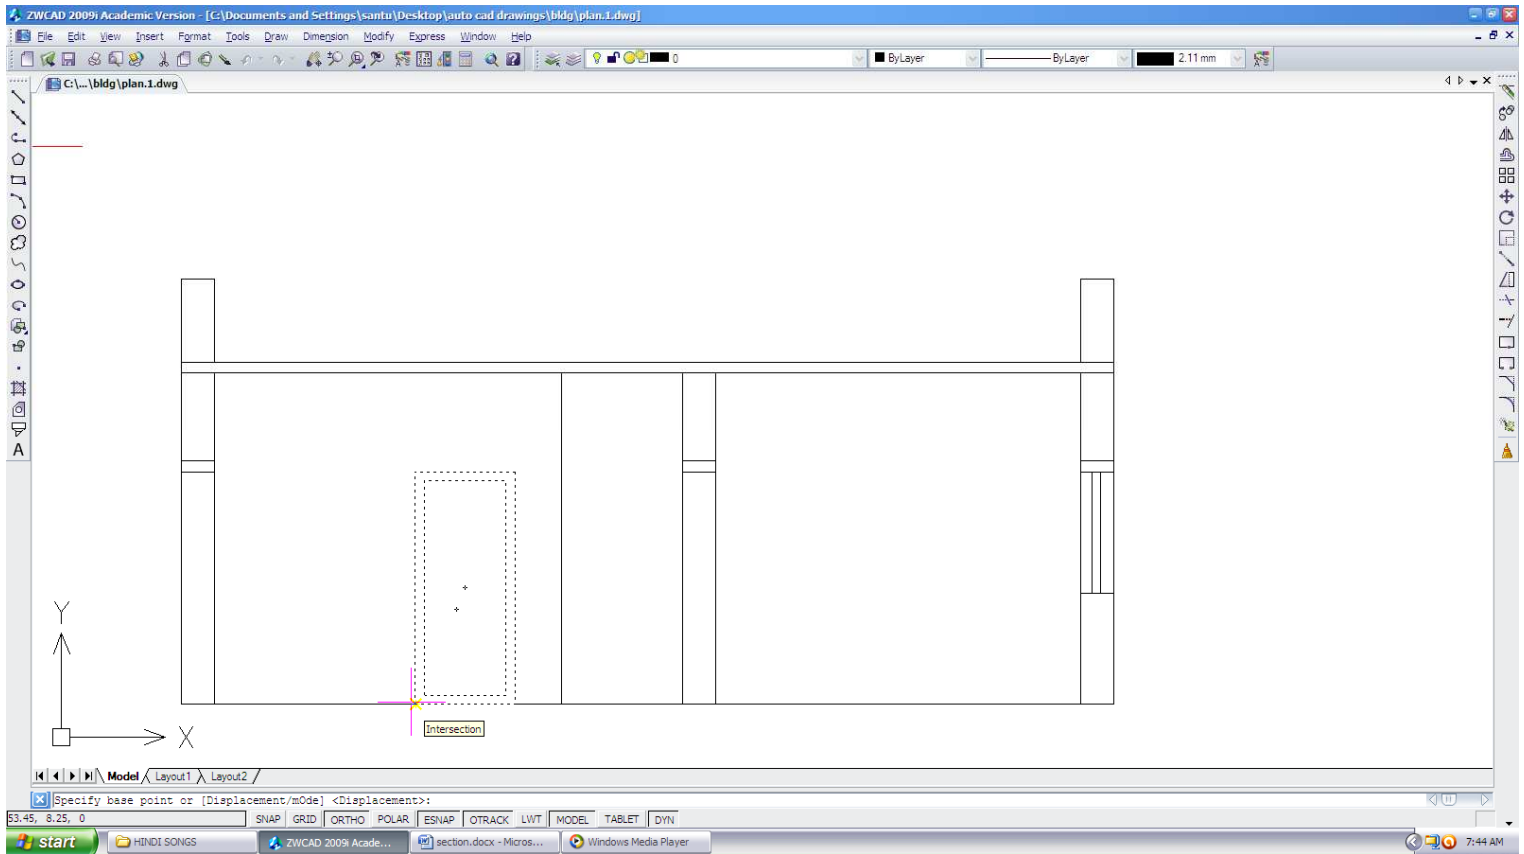 ZWCAD 2009i Academic Version - [C:\Documents and Settings\santu\Desktop\auto cad drawings\bldg\plan.1.dwg]
File Edit View Insert Format Tools Draw Dimension Modify Express Window Help
0 ByLayer ByLayer 2.11 mm
C:\...\bldg\plan.1.dwg
A
Y
X
Intersection
Model Layout1 Layout2
Specify base point or [Displacement/mOde] <Displacement>:
53.45, 8.25, 0 SNAP GRID ORTHO POLAR ESNAP OTRACK LWT MODEL TABLET DYN
start HINDI SONGS ZWCAD 2009i Acade... section.docx - Micros... Windows Media Player 7:44 AM